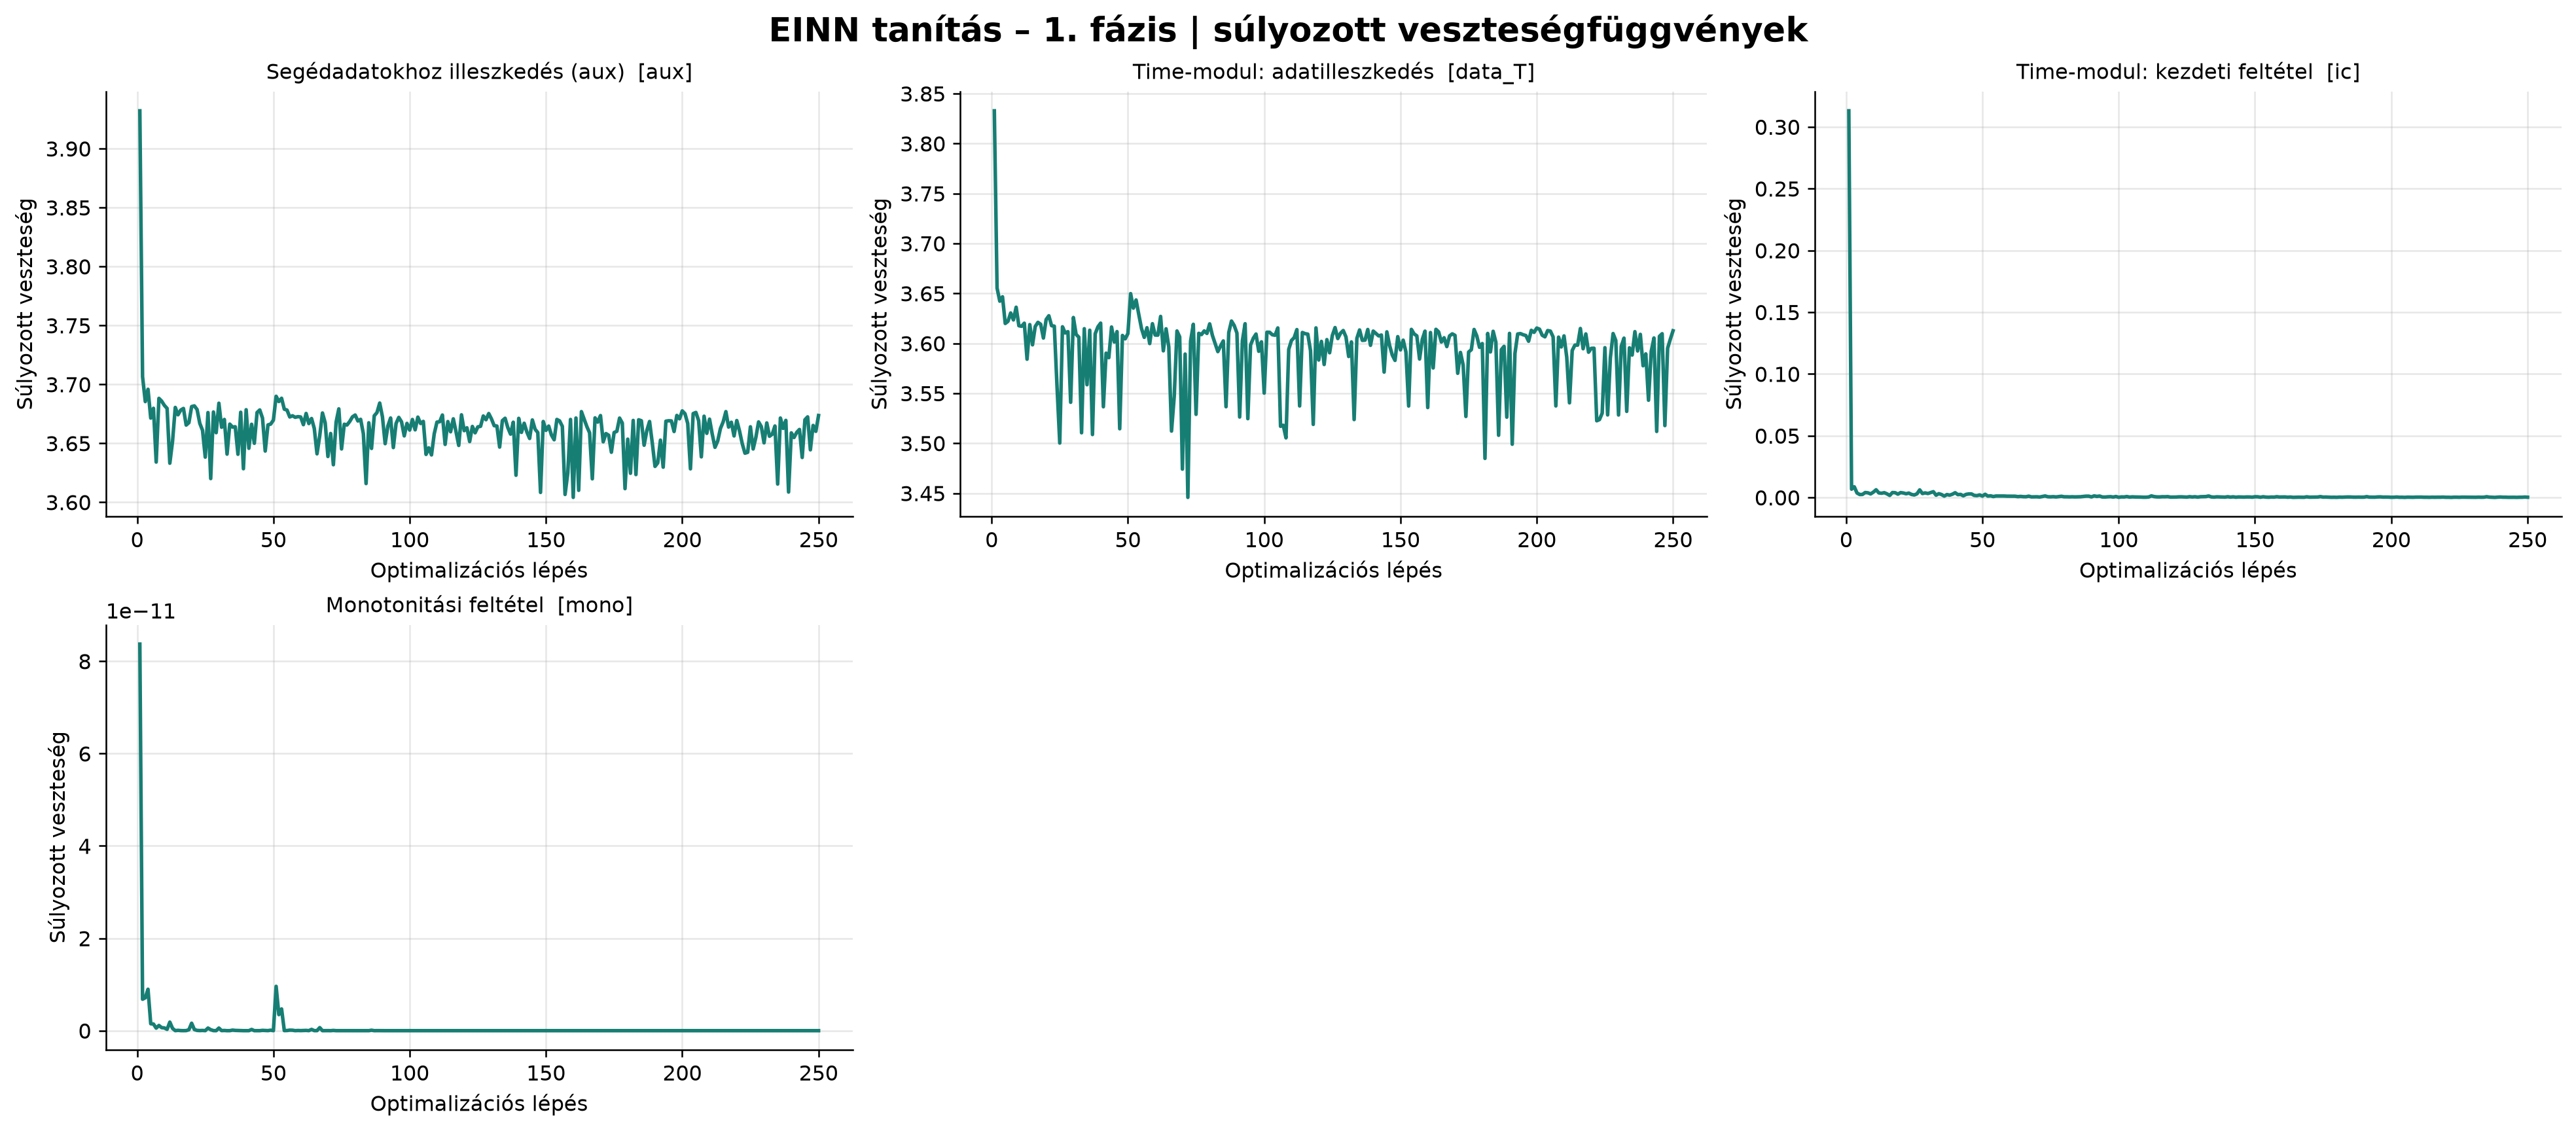 EINN tanítás – 1. fázis | súlyozott veszteségfüggvények
Segédadatokhoz illeszkedés (aux)  [aux]
Súlyozott veszteség
3.90
3.85
3.80
3.75
3.70
3.65
3.60
0 50 100 150 200 250
Optimalizációs lépés
Time-modul: adatilleszkedés  [data_T]
Súlyozott veszteség
3.85
3.80
3.75
3.70
3.65
3.60
3.55
3.50
3.45
0 50 100 150 200 250
Optimalizációs lépés
Time-modul: kezdeti feltétel  [ic]
Súlyozott veszteség
0.30
0.25
0.20
0.15
0.10
0.05
0.00
0 50 100 150 200 250
Optimalizációs lépés
Monotonitási feltétel  [mono]
1e−11
Súlyozott veszteség
8
6
4
2
0
0 50 100 150 200 250
Optimalizációs lépés